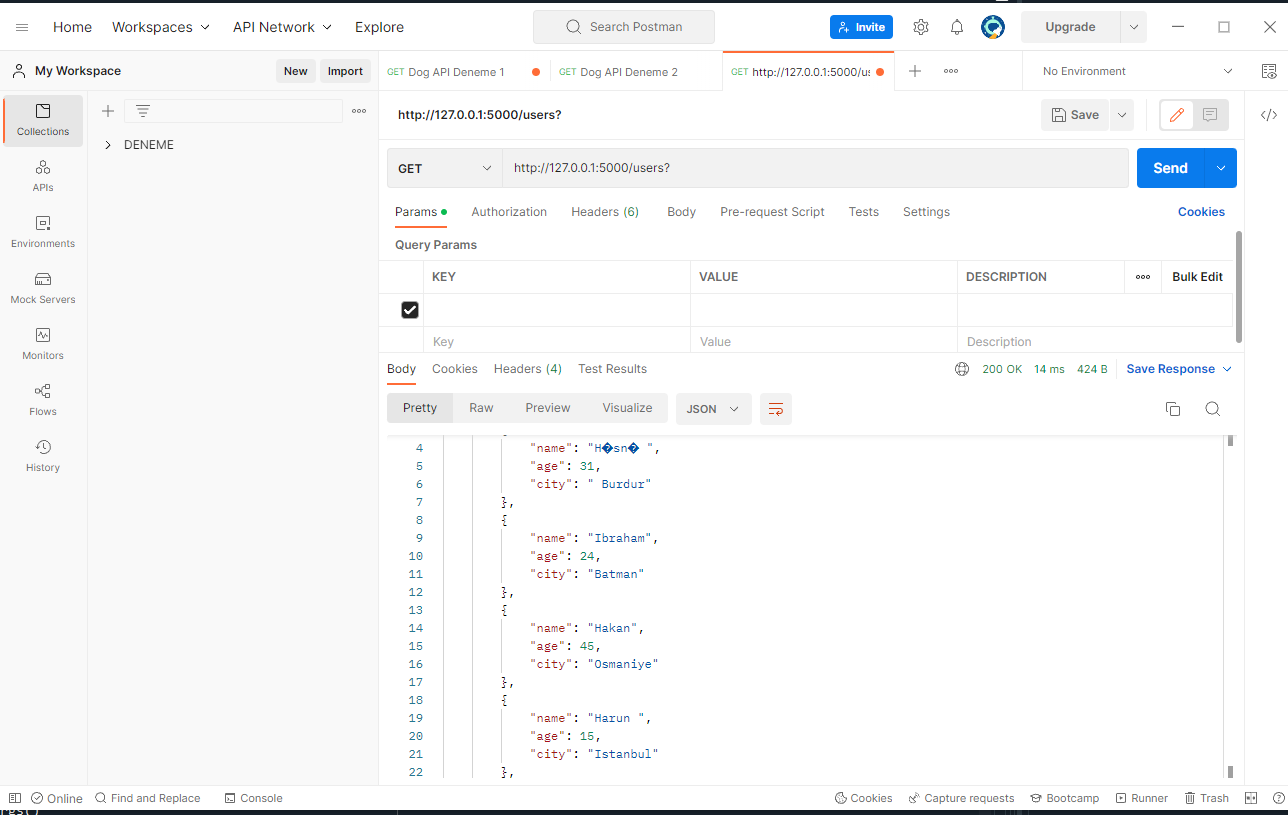 Home Workspaces API Network Explore Search Postman Invite Upgrade
My Workspace New Import GET Dog API Deneme 1 GET Dog API Deneme 2 GET http://127.0.0.1:5000/us No Environment
Collections
DENEME
APIs
Environments
Mock Servers
Monitors
Flows
History
http://127.0.0.1:5000/users? Save
GET http://127.0.0.1:5000/users? Send
Params Authorization Headers (6) Body Pre-request Script Tests Settings Cookies
Query Params
KEY VALUE DESCRIPTION Bulk Edit
Key Value Description
Body Cookies Headers (4) Test Results 200 OK 14 ms 424 B Save Response
Pretty Raw Preview Visualize JSON
4 "name": "H�sn� ",
5 "age": 31,
6 "city": " Burdur"
7 },
8 {
9 "name": "Ibraham",
10 "age": 24,
11 "city": "Batman"
12 },
13 {
14 "name": "Hakan",
15 "age": 45,
16 "city": "Osmaniye"
17 },
18 {
19 "name": "Harun ",
20 "age": 15,
21 "city": "Istanbul"
22 },
Online Find and Replace Console Cookies Capture requests Bootcamp Runner Trash